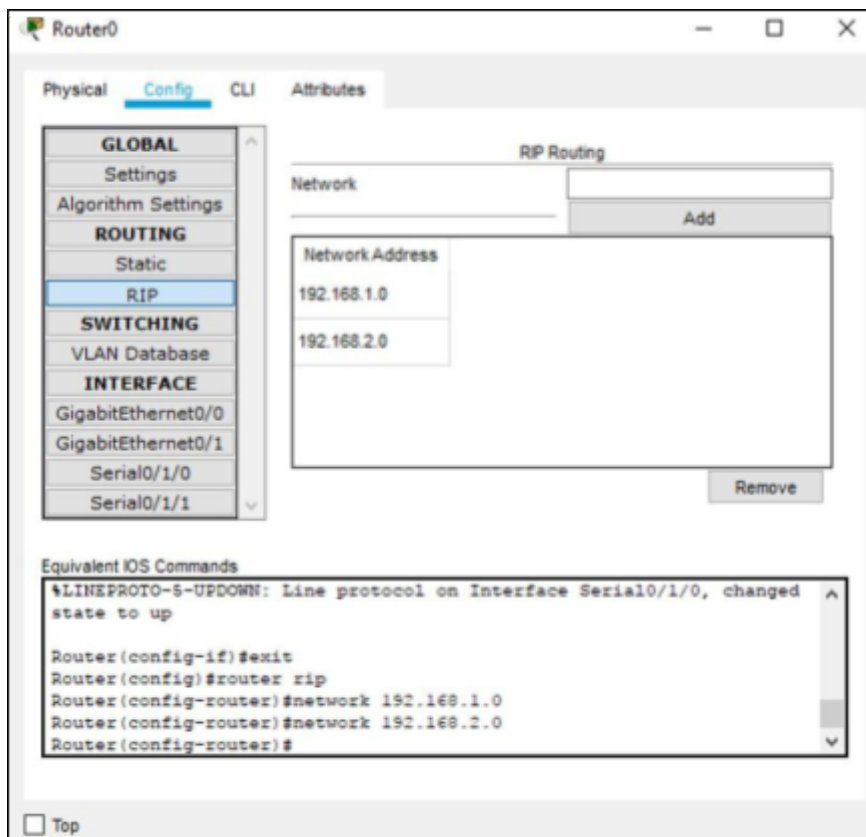 Router0
Physical Config CLI Attributes
GLOBAL
Settings
Algorithm Settings
ROUTING
Static
RIP
SWITCHING
VLAN Database
INTERFACE
GigabitEthernet0/0
GigabitEthernet0/1
Serial0/1/0
Serial0/1/1
RIP Routing
Network
Add
Network Address
192.168.1.0
192.168.2.0
Remove
Equivalent IOS Commands
%LINEPROTO-5-UPDOWN: Line protocol on Interface Serial0/1/0, changed
state to up
Router(config-if)#exit
Router(config)#router rip
Router(config-router)#network 192.168.1.0
Router(config-router)#network 192.168.2.0
Router(config-router)#
Top